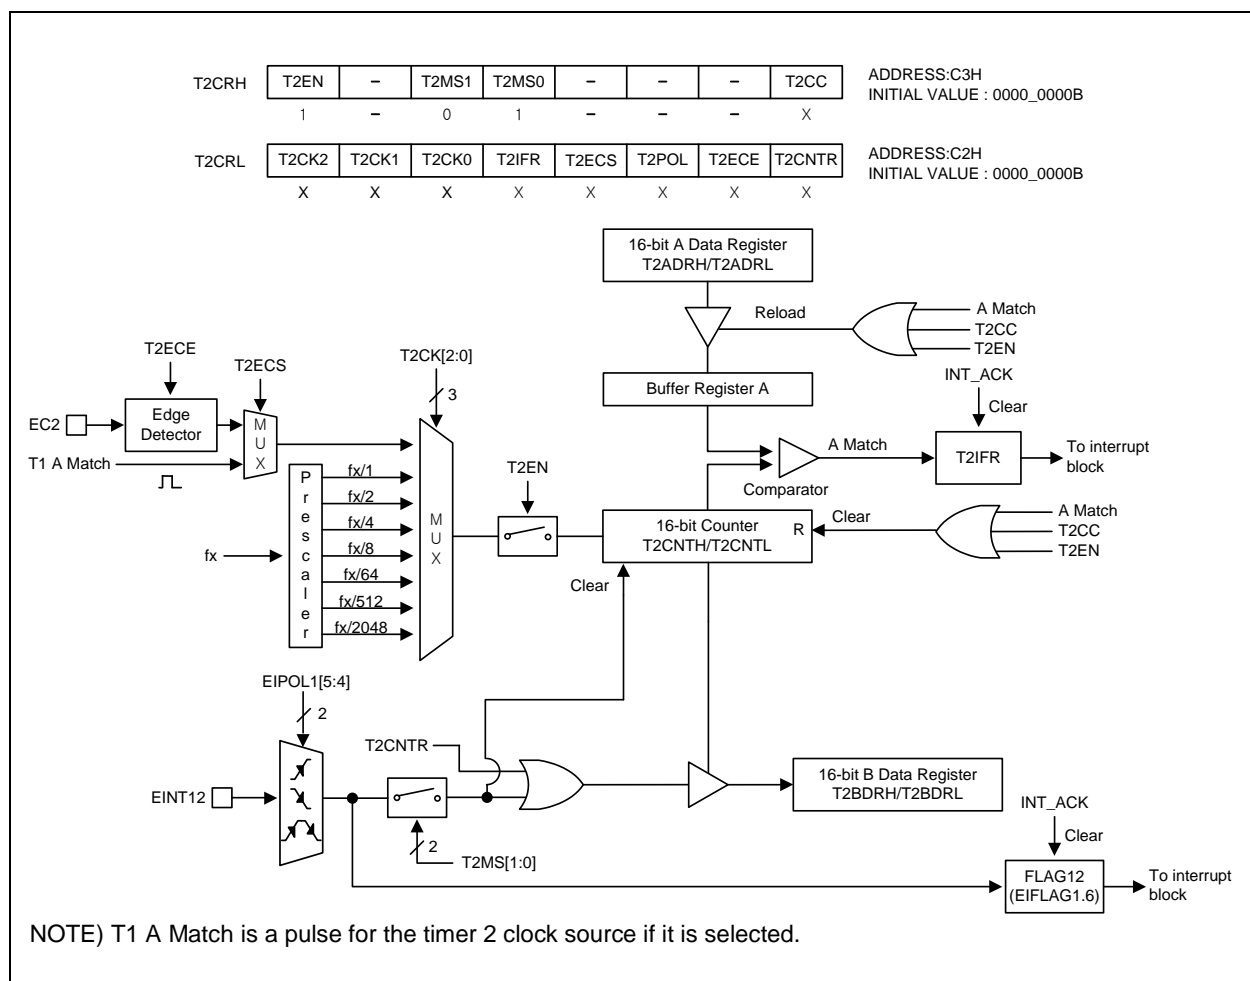 T2CRH T2EN – T2MS1 T2MS0 – – – T2CC ADDRESS:C3H
INITIAL VALUE : 0000_0000B
1 – 0 1 – – – X
T2CRL T2CK2 T2CK1 T2CK0 T2IFR T2ECS T2POL T2ECE T2CNTR ADDRESS:C2H
INITIAL VALUE : 0000_0000B
X X X X X X X X
16-bit A Data Register
T2ADRH/T2ADRL
Reload
A Match
T2CC
T2EN
Buffer Register A
T2ECE
T2ECS
T2CK[2:0]
3
INT_ACK
Clear
EC2
Edge
Detector
MUX
T1 A Match
A Match
Comparator
T2IFR
To interrupt
block
fx
Prescaler
fx/1
fx/2
fx/4
fx/8
fx/64
fx/512
fx/2048
MUX
T2EN
16-bit Counter
T2CNTH/T2CNTL
R
Clear
A Match
T2CC
T2EN
Clear
EIPOL1[5:4]
2
T2CNTR
EINT12
2
T2MS[1:0]
16-bit B Data Register
T2BDRH/T2BDRL
INT_ACK
Clear
FLAG12
(EIFLAG1.6)
To interrupt
block
NOTE) T1 A Match is a pulse for the timer 2 clock source if it is selected.